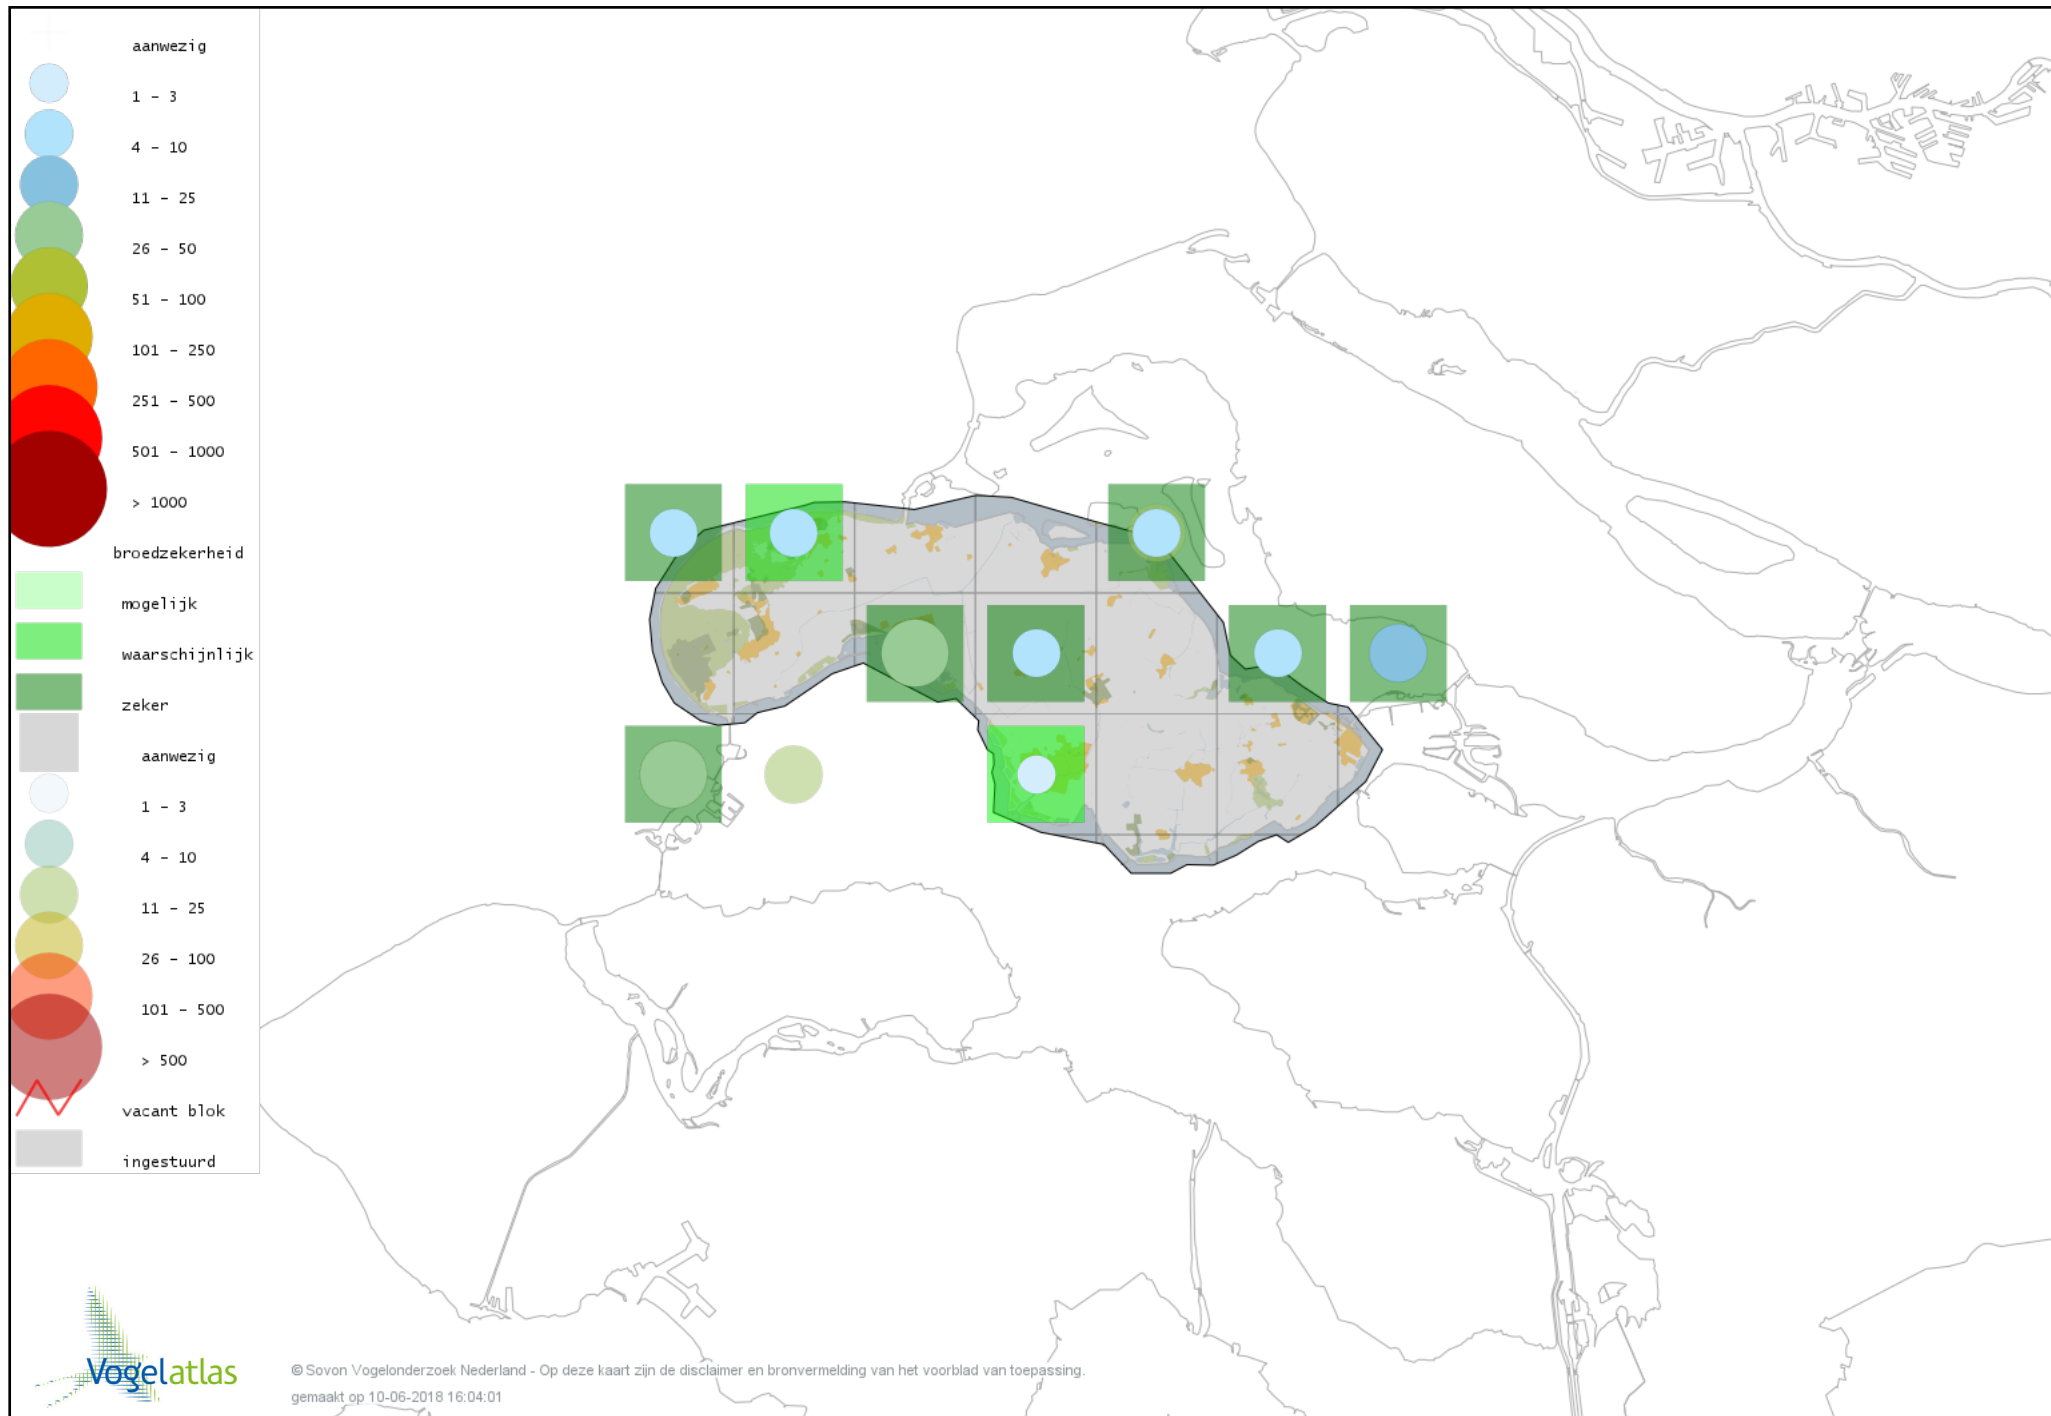 aanwezig
1 - 3
4 - 10
11 - 25
26 - 50
51 - 100
101 - 250
251 - 500
501 - 1000
> 1000
broedzekerheid
mogelijk
waarschijnlijk
zeker
aanwezig
1 - 3
4 - 10
11 - 25
26 - 100
101 - 500
> 500
vacant blok
ingestuurd
Vogelatlas
© Sovon Vogelonderzoek Nederland - Op deze kaart zijn de disclaimer en bronvermelding van het voorblad van toepassing.
gemaakt op 10-06-2018 16:04:01